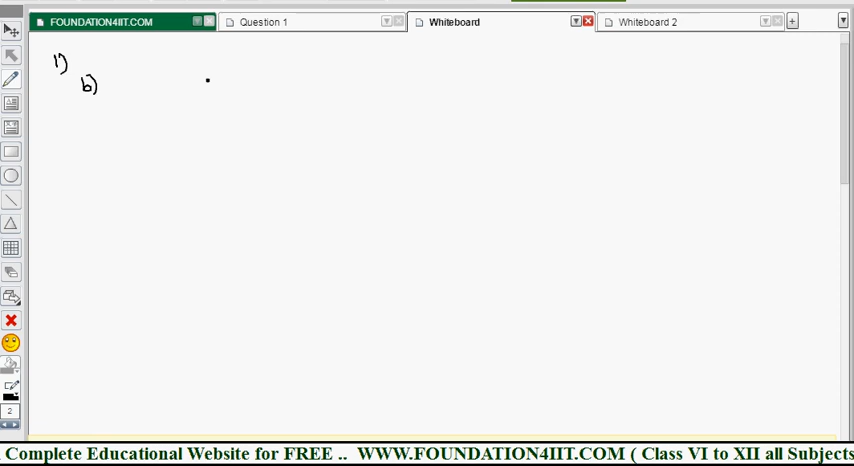 FOUNDATION4IIT.COM
Question 1
Whiteboard
Whiteboard 2
1)
b)
2
Complete Educational Website for FREE .. WWW.FOUNDATION4IIT.COM ( Class VI to XII all Subjects